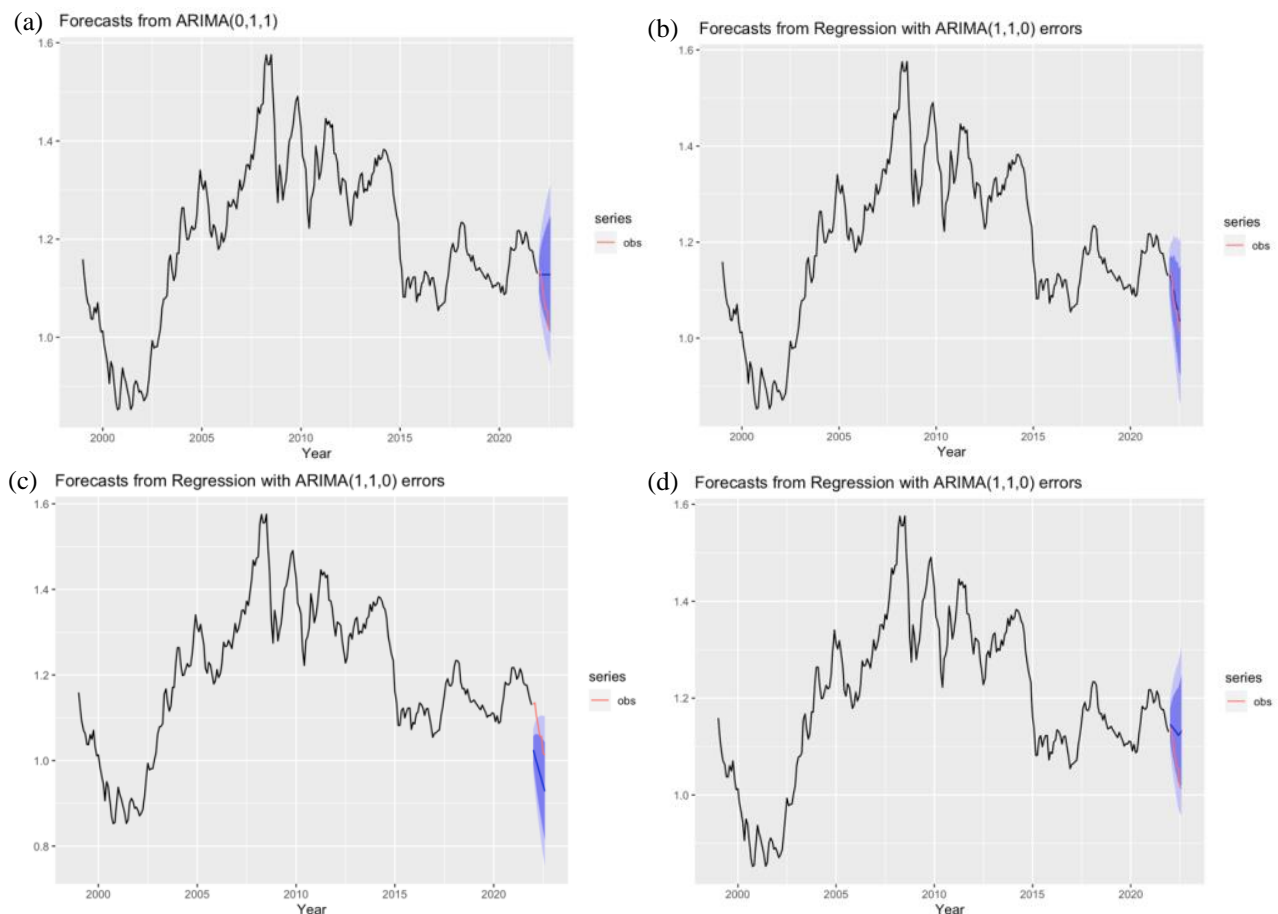 (a) Forecasts from ARIMA(0,1,1)
1.6
1.4
1.2
1.0
2000 2005 2010 2015 2020
Year
series
obs
(b) Forecasts from Regression with ARIMA(1,1,0) errors
1.6
1.4
1.2
1.0
2000 2005 2010 2015 2020
Year
series
obs
(c) Forecasts from Regression with ARIMA(1,1,0) errors
1.6
1.4
1.2
1.0
0.8
2000 2005 2010 2015 2020
Year
series
obs
(d) Forecasts from Regression with ARIMA(1,1,0) errors
1.6
1.4
1.2
1.0
2000 2005 2010 2015 2020
Year
series
obs